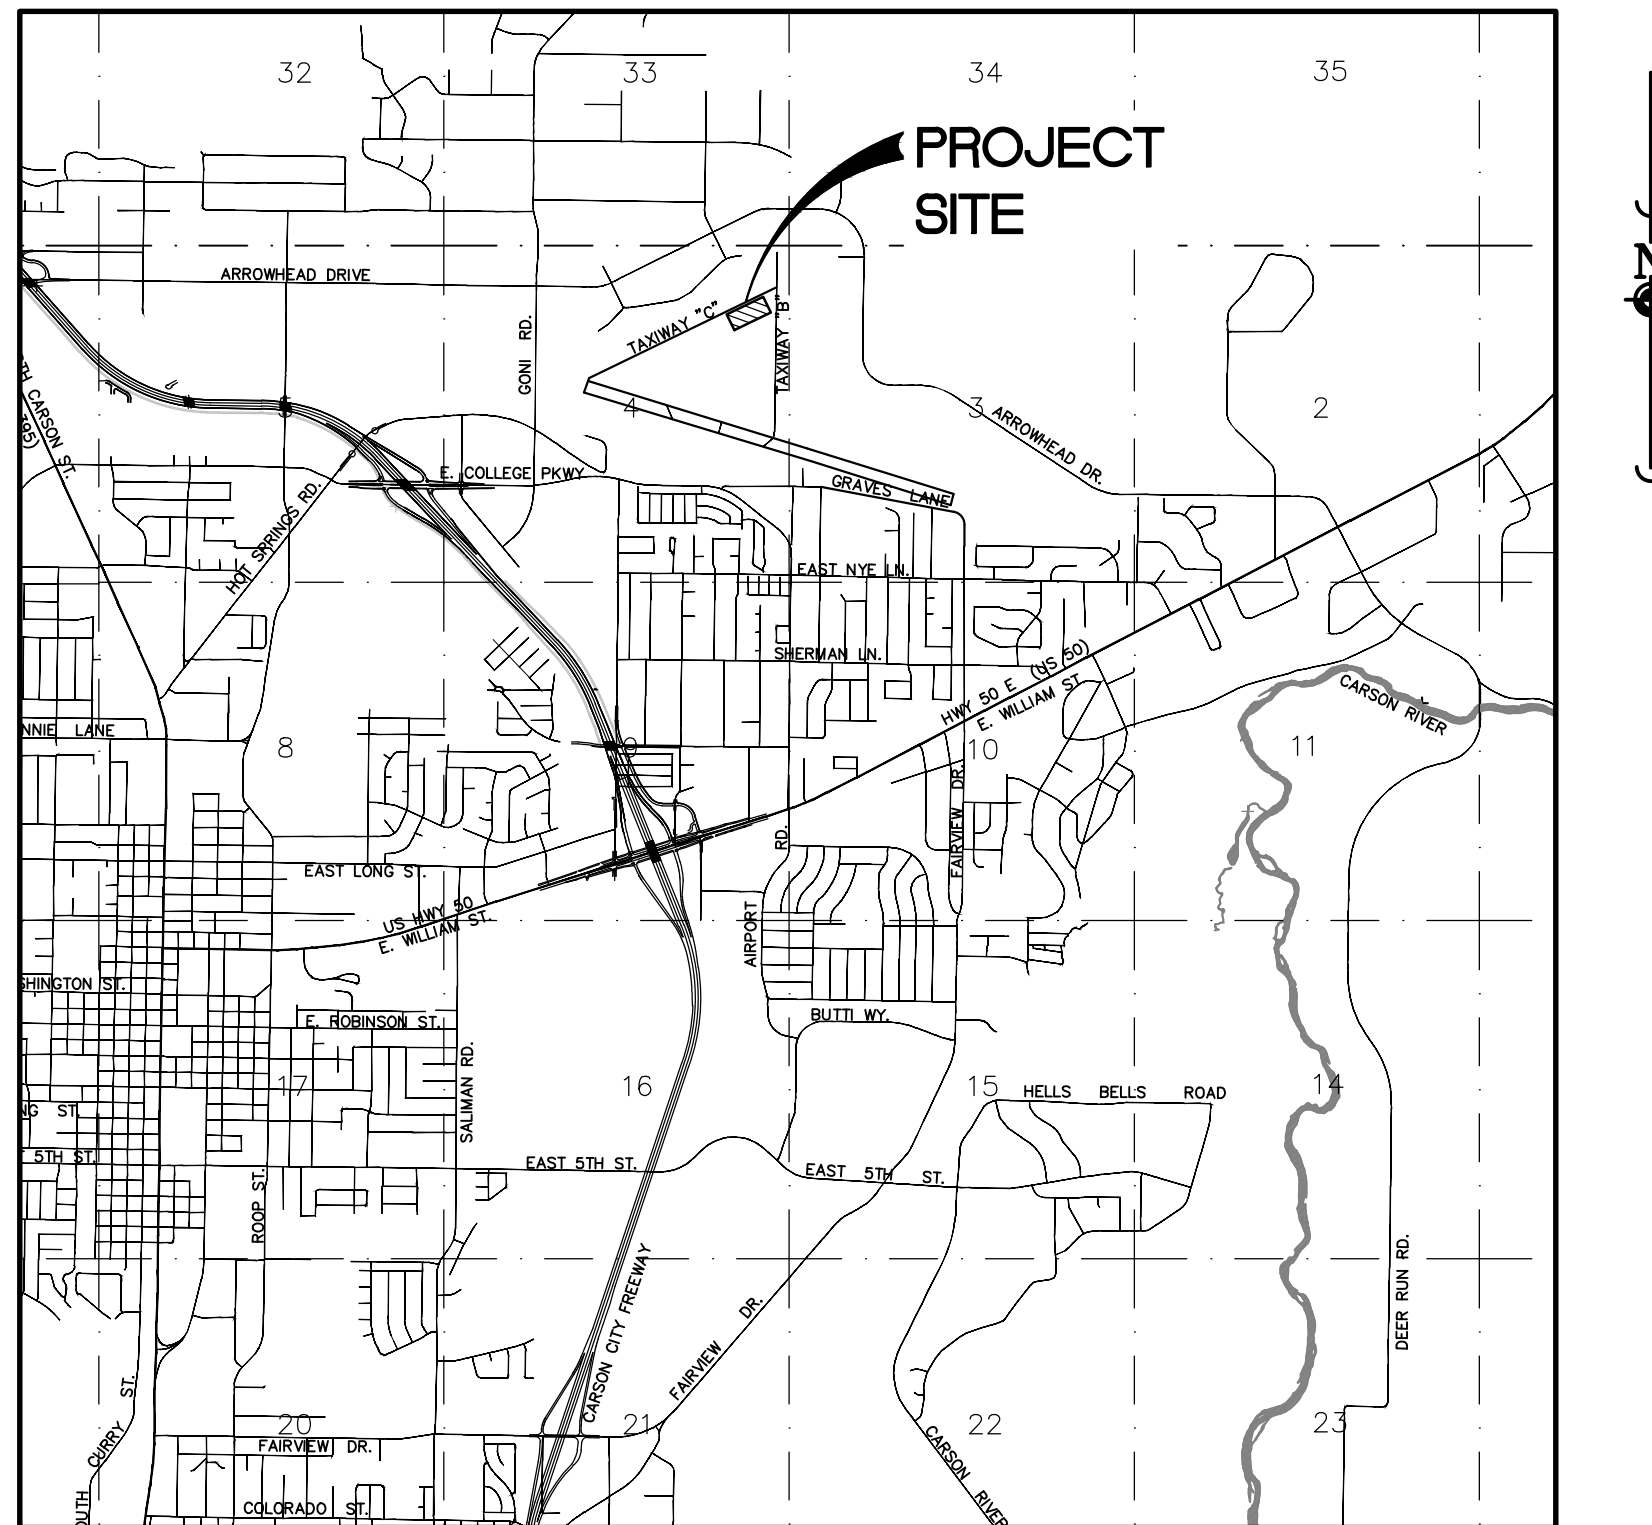 32
33
34
35
PROJECT
SITE
N
ARROWHEAD DRIVE
TAXIWAY "C"
TAXIWAY "B"
GONI RD.
CARSON ST.
395)
5
4
3
2
ARROWHEAD DR.
E. COLLEGE PKWY
GRAVES LANE
HOT SPRINGS RD.
EAST NYE LN.
SHERMAN LN.
HWY 50 E (US 50)
E. WILLIAM ST
CARSON RIVER
NNIE LANE
8
9
10
11
RD.
FAIRVIEW DR.
EAST LONG ST.
US HWY 50
E. WILLIAM ST.
AIRPORT
SHINGTON ST.
E. ROBINSON ST.
BUTTI WY.
SALIMAN RD.
17
16
15
14
HELLS BELLS ROAD
NG ST.
5TH ST.
EAST 5TH ST.
EAST 5TH ST.
ROOP ST.
CARSON CITY FREEWAY
DEER RUN RD.
FAIRVIEW DR.
CURRY ST.
20
21
22
23
FAIRVIEW DR.
CARSON RIVER
COLORADO ST.
OUTH